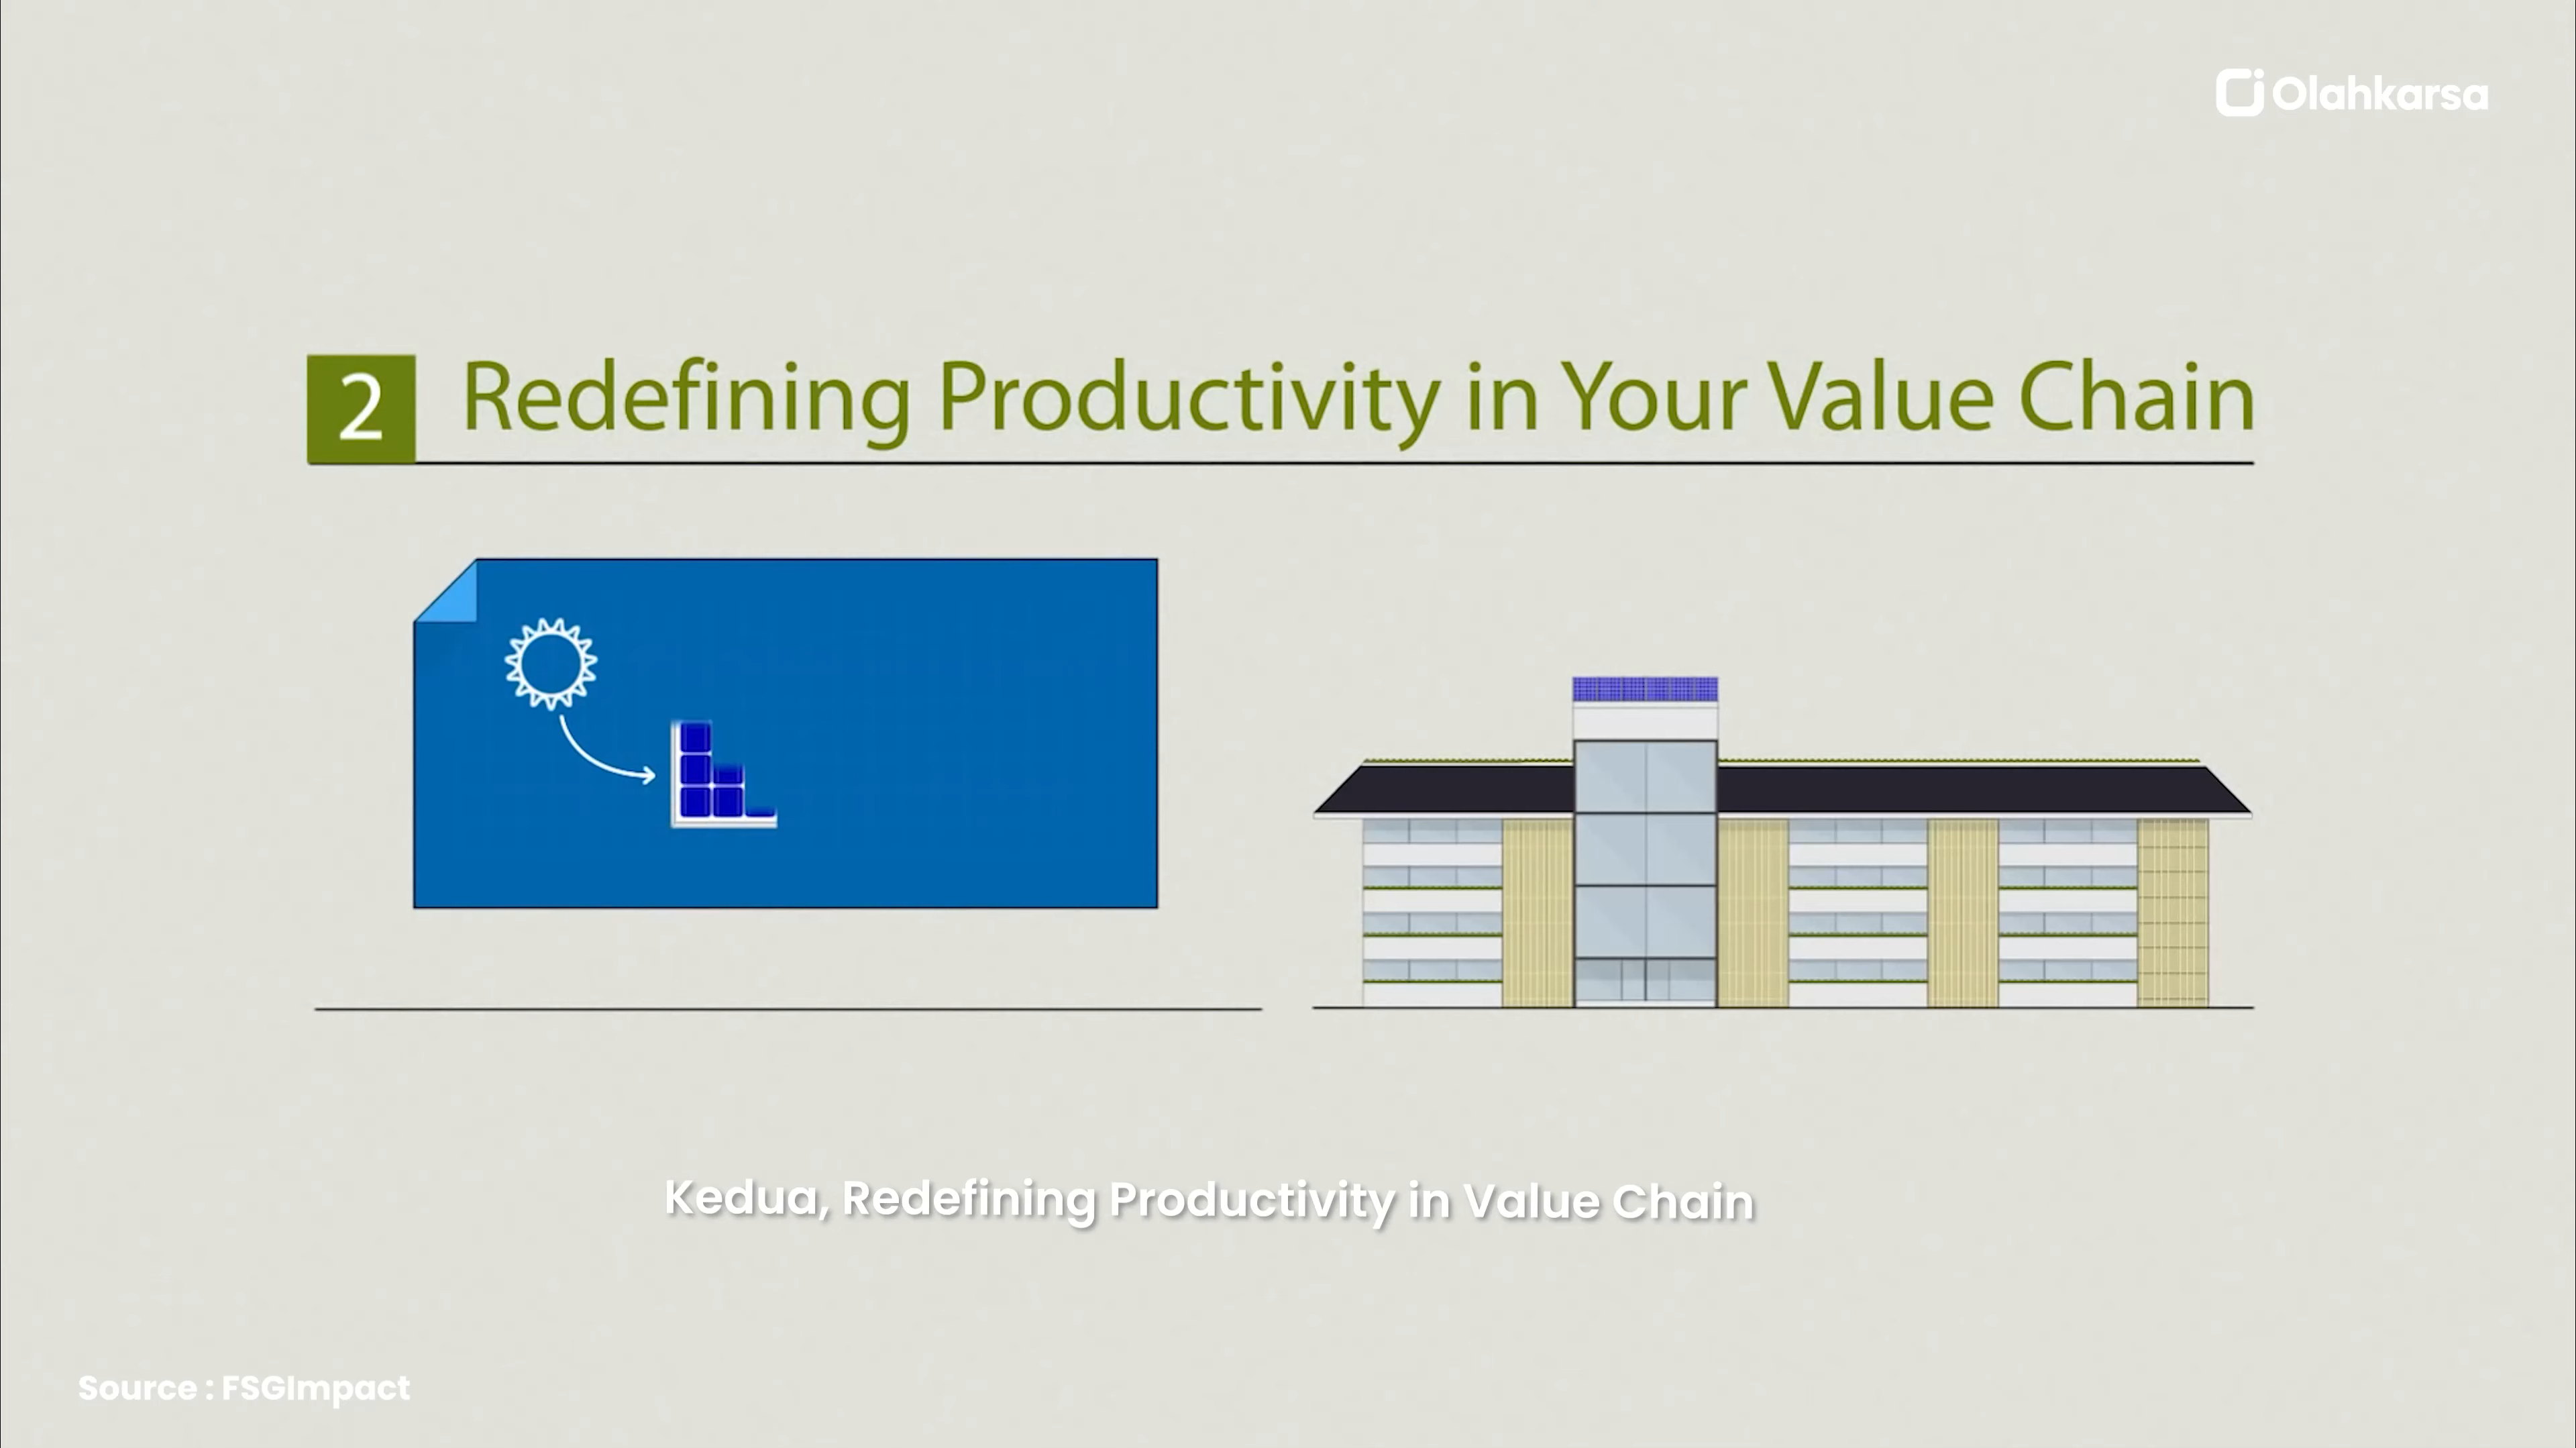 Olahkarsa
2 Redefining Productivity in Your Value Chain
Kedua, Redefining Productivity in Value Chain
Source : FSGImpact